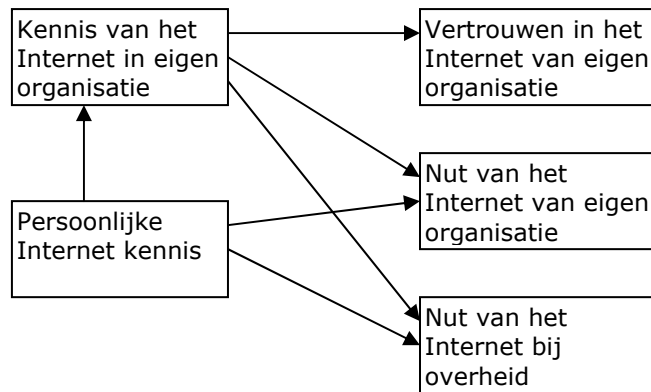 Kennis van het
Internet in eigen
organisatie
Vertrouwen in het
Internet van eigen
organisatie
Nut van het
Internet van eigen
organisatie
Persoonlijke
Internet kennis
Nut van het
Internet bij
overheid